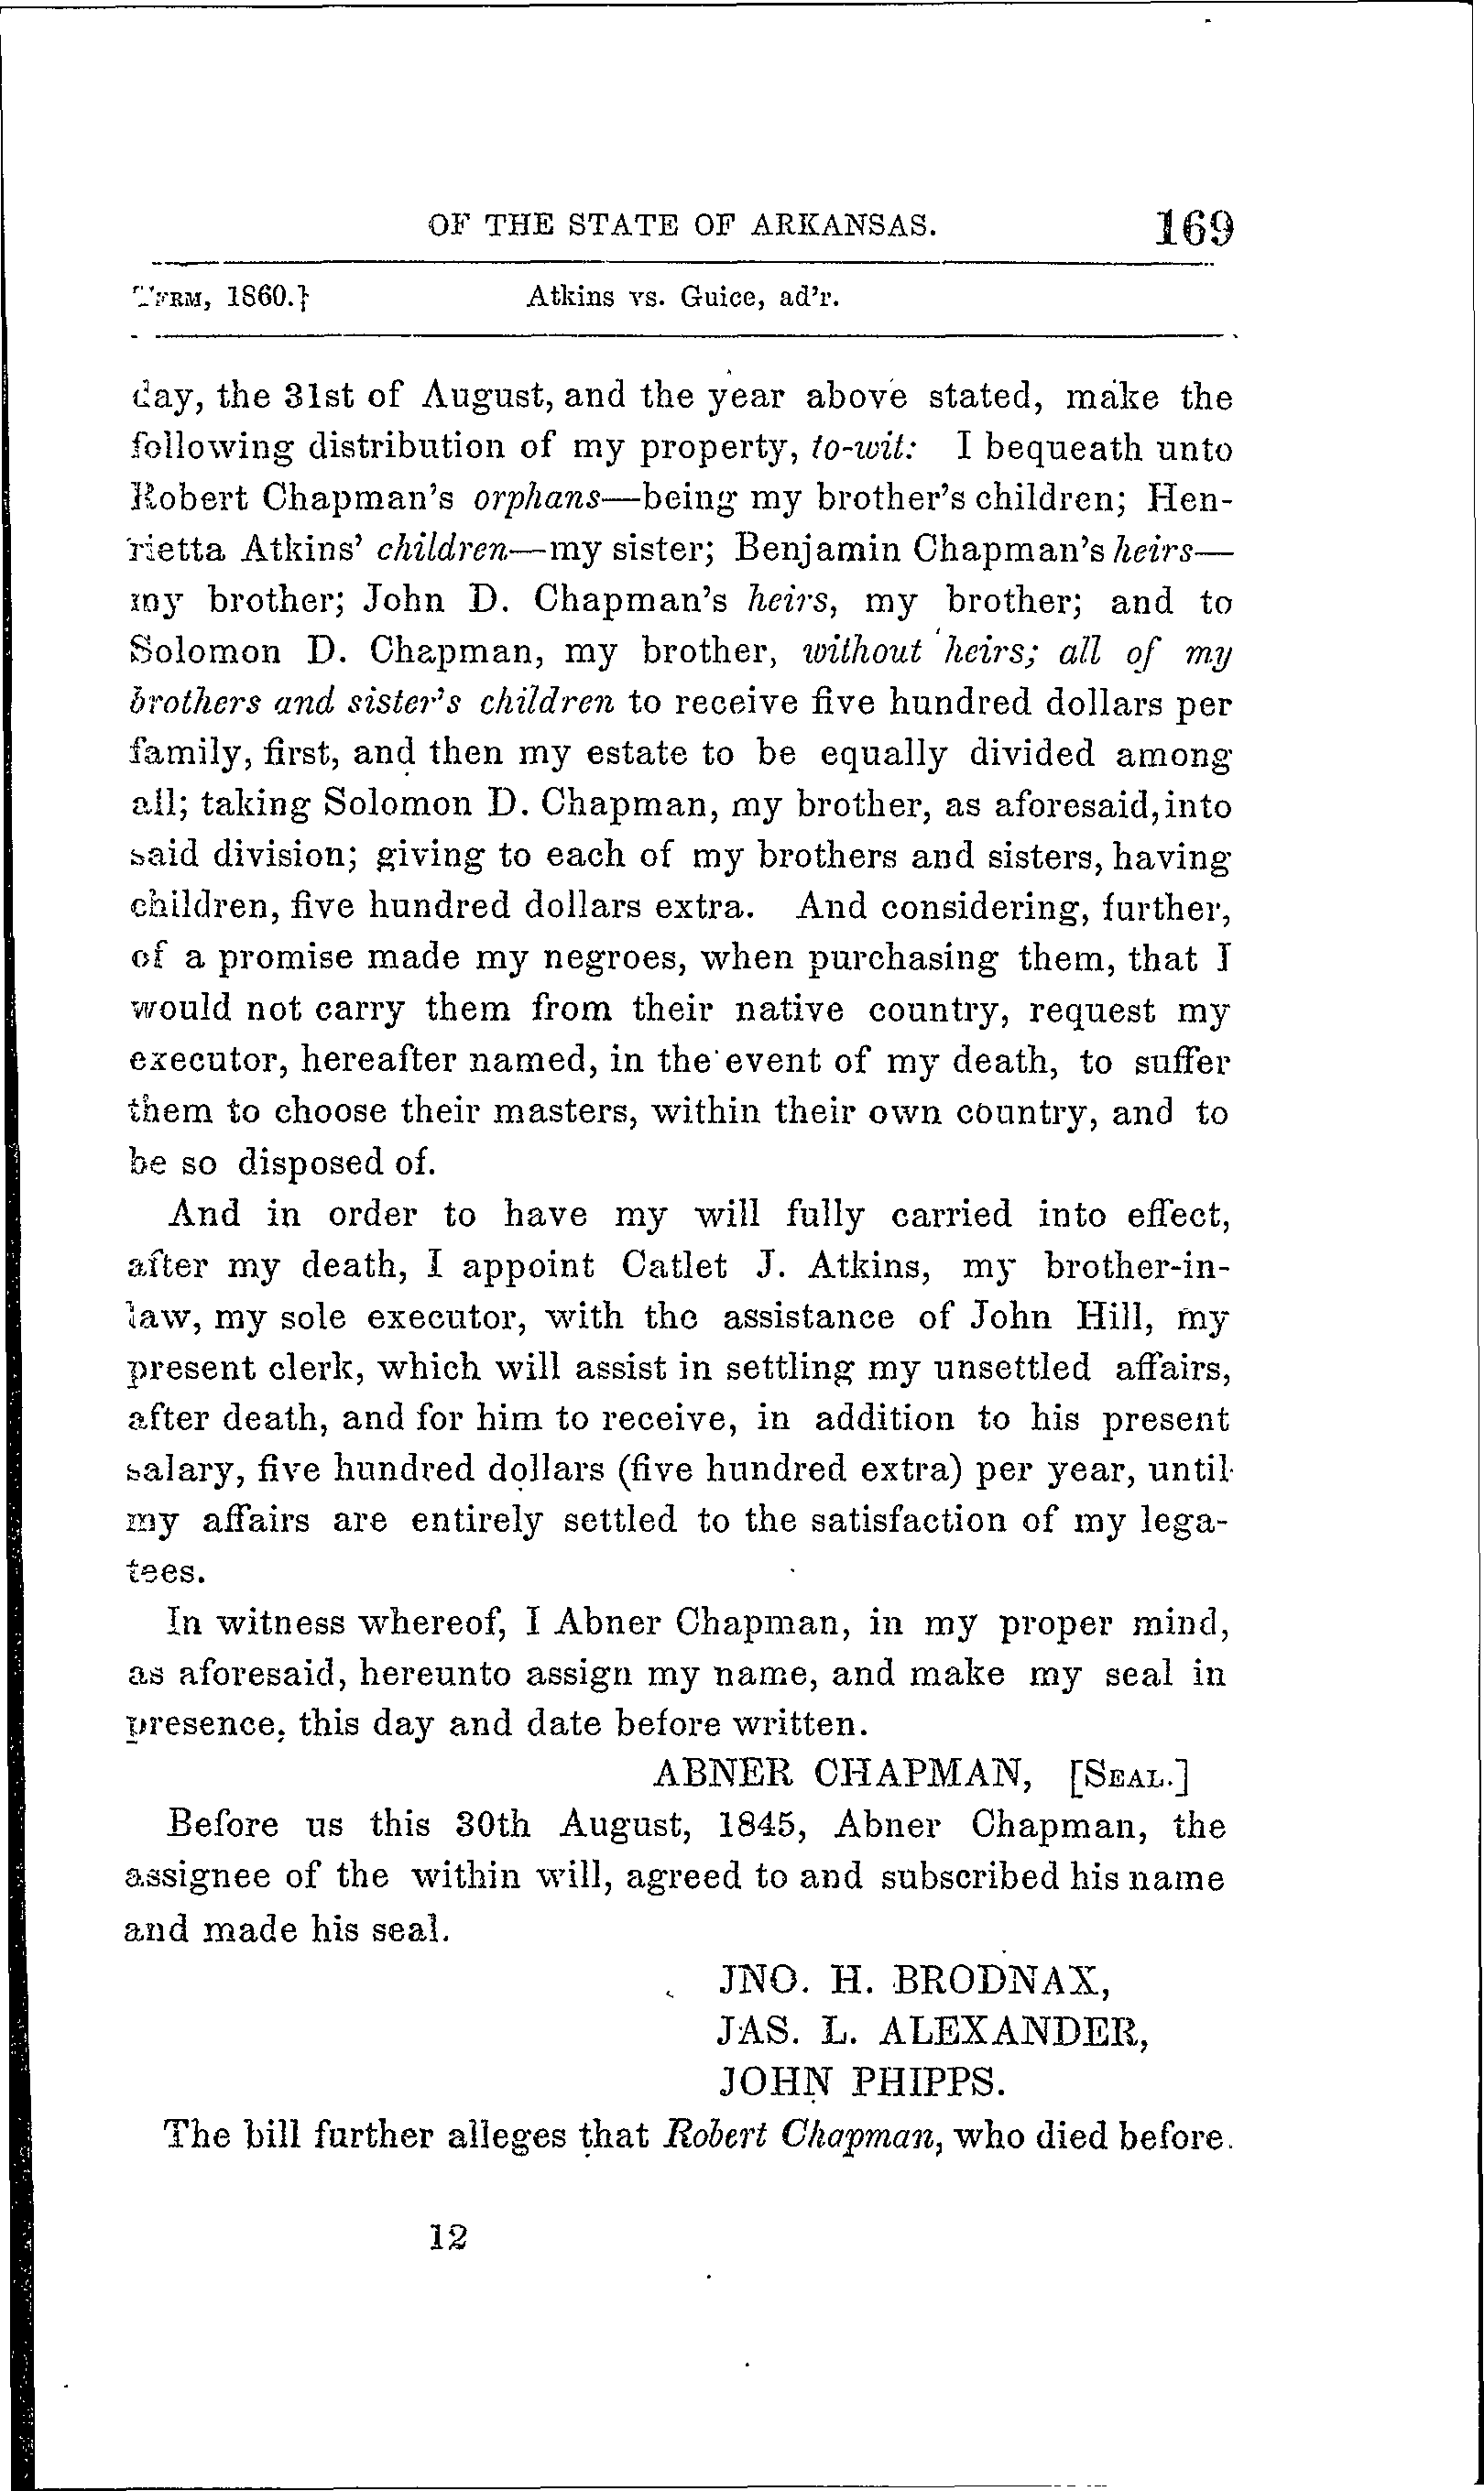 OF THE STATE OF ARKANSAS. 169
TERM, 1860.} Atkins vs. Guice, ad'r.
day, the 31st of August, and the year above stated, make the
following distribution of my property, to-wit: I bequeath unto
Robert Chapman's orphans—being my brother's children; Hen-
rietta Atkins' children—my sister; Benjamin Chapman's heirs—
my brother; John D. Chapman's heirs, my brother; and to
Solomon D. Chapman, my brother, without heirs; all of my
brothers and sister's children to receive five hundred dollars per
family, first, and then my estate to be equally divided among
all; taking Solomon D. Chapman, my brother, as aforesaid, into
said division; giving to each of my brothers and sisters, having
children, five hundred dollars extra. And considering, further,
of a promise made my negroes, when purchasing them, that I
would not carry them from their native country, request my
executor, hereafter named, in the event of my death, to suffer
them to choose their masters, within their own country, and to
be so disposed of.
And in order to have my will fully carried into effect,
after my death, I appoint Catlet J. Atkins, my brother-in-
law, my sole executor, with the assistance of John Hill, my
present clerk, which will assist in settling my unsettled affairs,
after death, and for him to receive, in addition to his present
salary, five hundred dollars (five hundred extra) per year, until
my affairs are entirely settled to the satisfaction of my lega-
tees.
In witness whereof, I Abner Chapman, in my proper mind,
as aforesaid, hereunto assign my name, and make my seal in
presence, this day and date before written.
ABNER CHAPMAN, [SEAL.]
Before us this 30th August, 1845, Abner Chapman, the
assignee of the within will, agreed to and subscribed his name
and made his seal.
JNO. H. BRODNAX,
JAS. L. ALEXANDER,
JOHN PHIPPS.
The bill further alleges that Robert Chapman, who died before
12